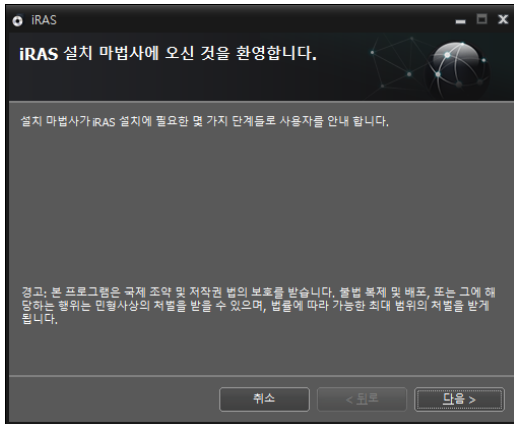 iRAS
iRAS 설치 마법사에 오신 것을 환영합니다.
설치 마법사가 iRAS 설치에 필요한 몇 가지 단계들로 사용자를 안내 합니다.
경고: 본 프로그램은 국제 조약 및 저작권 법의 보호를 받습니다. 불법 복제 및 배포, 또는 그에 해
당하는 행위는 민형사상의 처벌을 받을 수 있으며, 법률에 따라 가능한 최대 범위의 처벌을 받게
됩니다.
취소 < 뒤로 다음 >